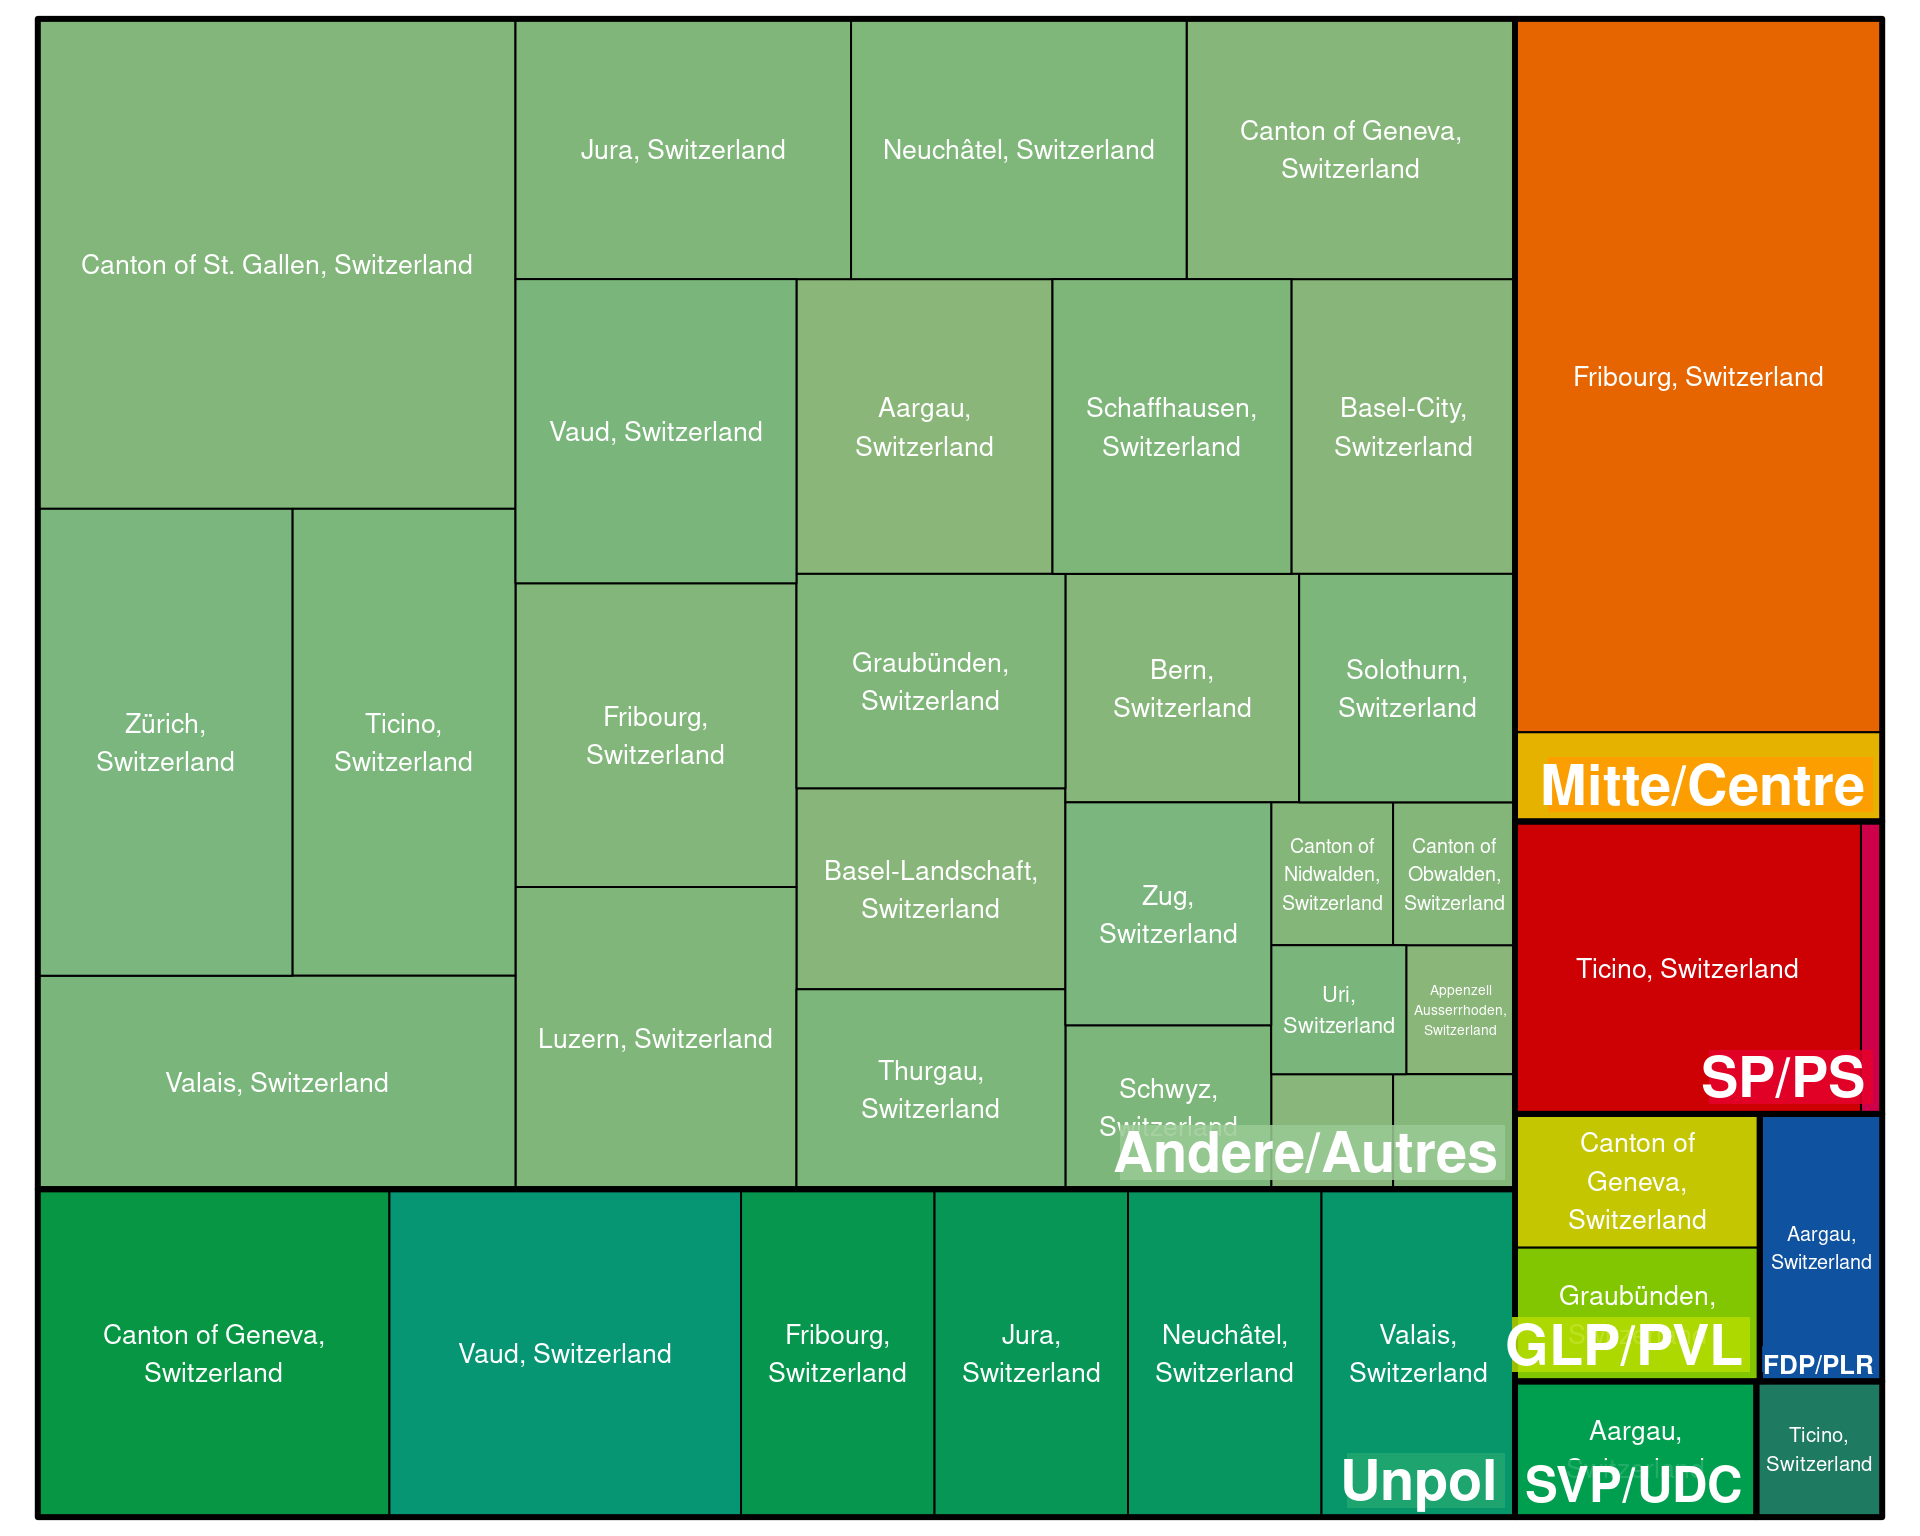 Canton of St. Gallen, Switzerland
Jura, Switzerland
Neuchâtel, Switzerland
Canton of Geneva,
Switzerland
Vaud, Switzerland
Aargau,
Switzerland
Schaffhausen,
Switzerland
Basel-City,
Switzerland
Zürich,
Switzerland
Ticino,
Switzerland
Fribourg,
Switzerland
Graubünden,
Switzerland
Bern,
Switzerland
Solothurn,
Switzerland
Basel-Landschaft,
Switzerland
Zug,
Switzerland
Canton of
Nidwalden,
Switzerland
Canton of
Obwalden,
Switzerland
Uri,
Switzerland
Appenzell
Ausserrhoden,
Switzerland
Valais, Switzerland
Luzern, Switzerland
Thurgau,
Switzerland
Schwyz,
Switzerland
Andere/Autres
Canton of Geneva,
Switzerland
Vaud, Switzerland
Fribourg,
Switzerland
Jura,
Switzerland
Neuchâtel,
Switzerland
Valais,
Switzerland
Unpol
Fribourg, Switzerland
Mitte/Centre
Ticino, Switzerland
SP/PS
Canton of
Geneva,
Switzerland
Graubünden,
GLP/PVL
Aargau,
Switzerland
FDP/PLR
Aargau,
Switzerland
SVP/UDC
Ticino,
Switzerland